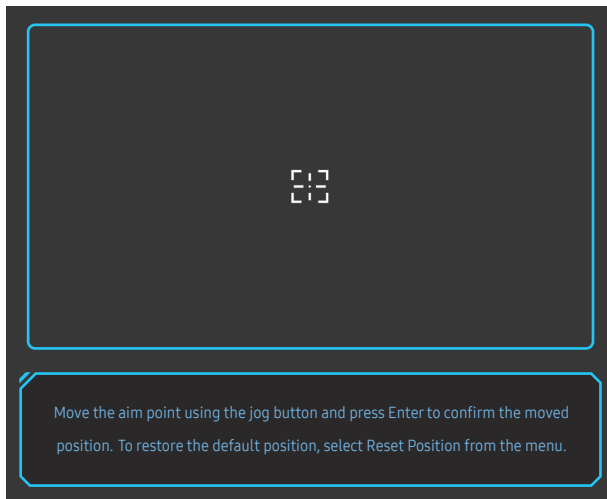 Move the aim point using the jog button and press Enter to confirm the moved
position. To restore the default position, select Reset Position from the menu.